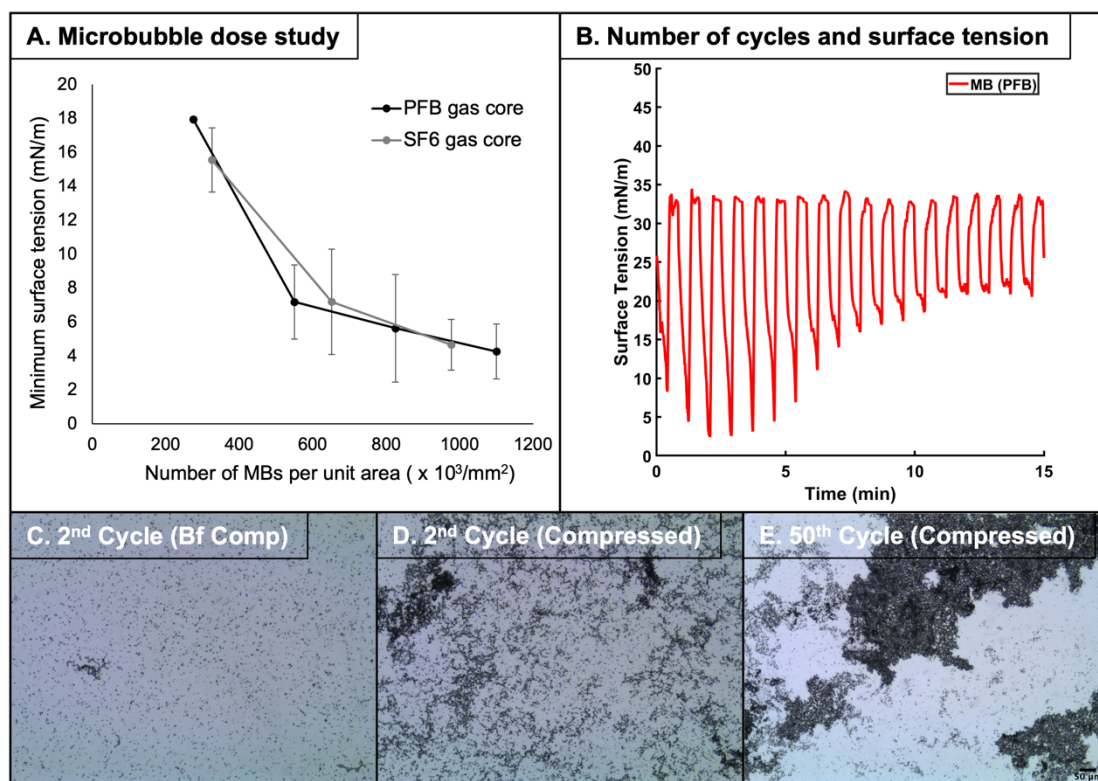 A. Microbubble dose study
20
18
16
14
12
10
8
6
4
2
0
Minimum surface tension (mN/m)
PFB gas core
SF6 gas core
0 200 400 600 800 1000 1200
Number of MBs per unit area ( x 10³/mm²)
B. Number of cycles and surface tension
50
45
40
35
30
25
20
15
10
5
0
Surface Tension (mN/m)
MB (PFB)
0 5 10 15
Time (min)
C. 2nd Cycle (Bf Comp)
D. 2nd Cycle (Compressed)
E. 50th Cycle (Compressed)
50 µm